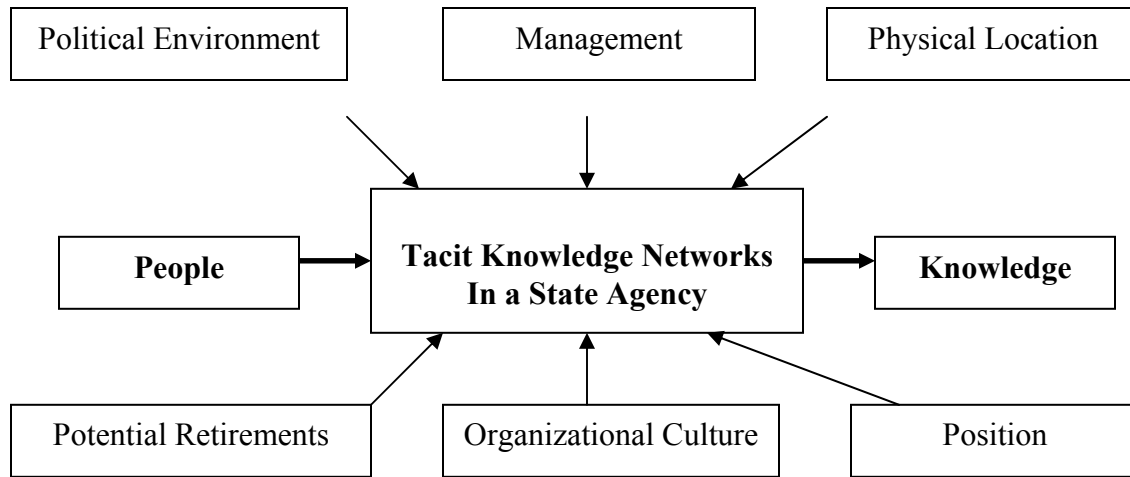 Political Environment
Management
Physical Location
People
Tacit Knowledge Networks
In a State Agency
Knowledge
Potential Retirements
Organizational Culture
Position